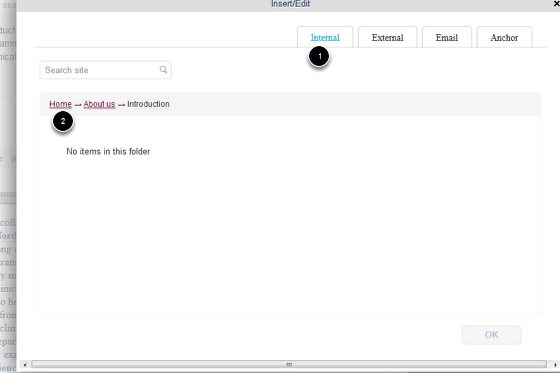 Insert/Edit
Internal External Email Anchor
1
Search site
Home → About us → Introduction
2
No items in this folder
OK